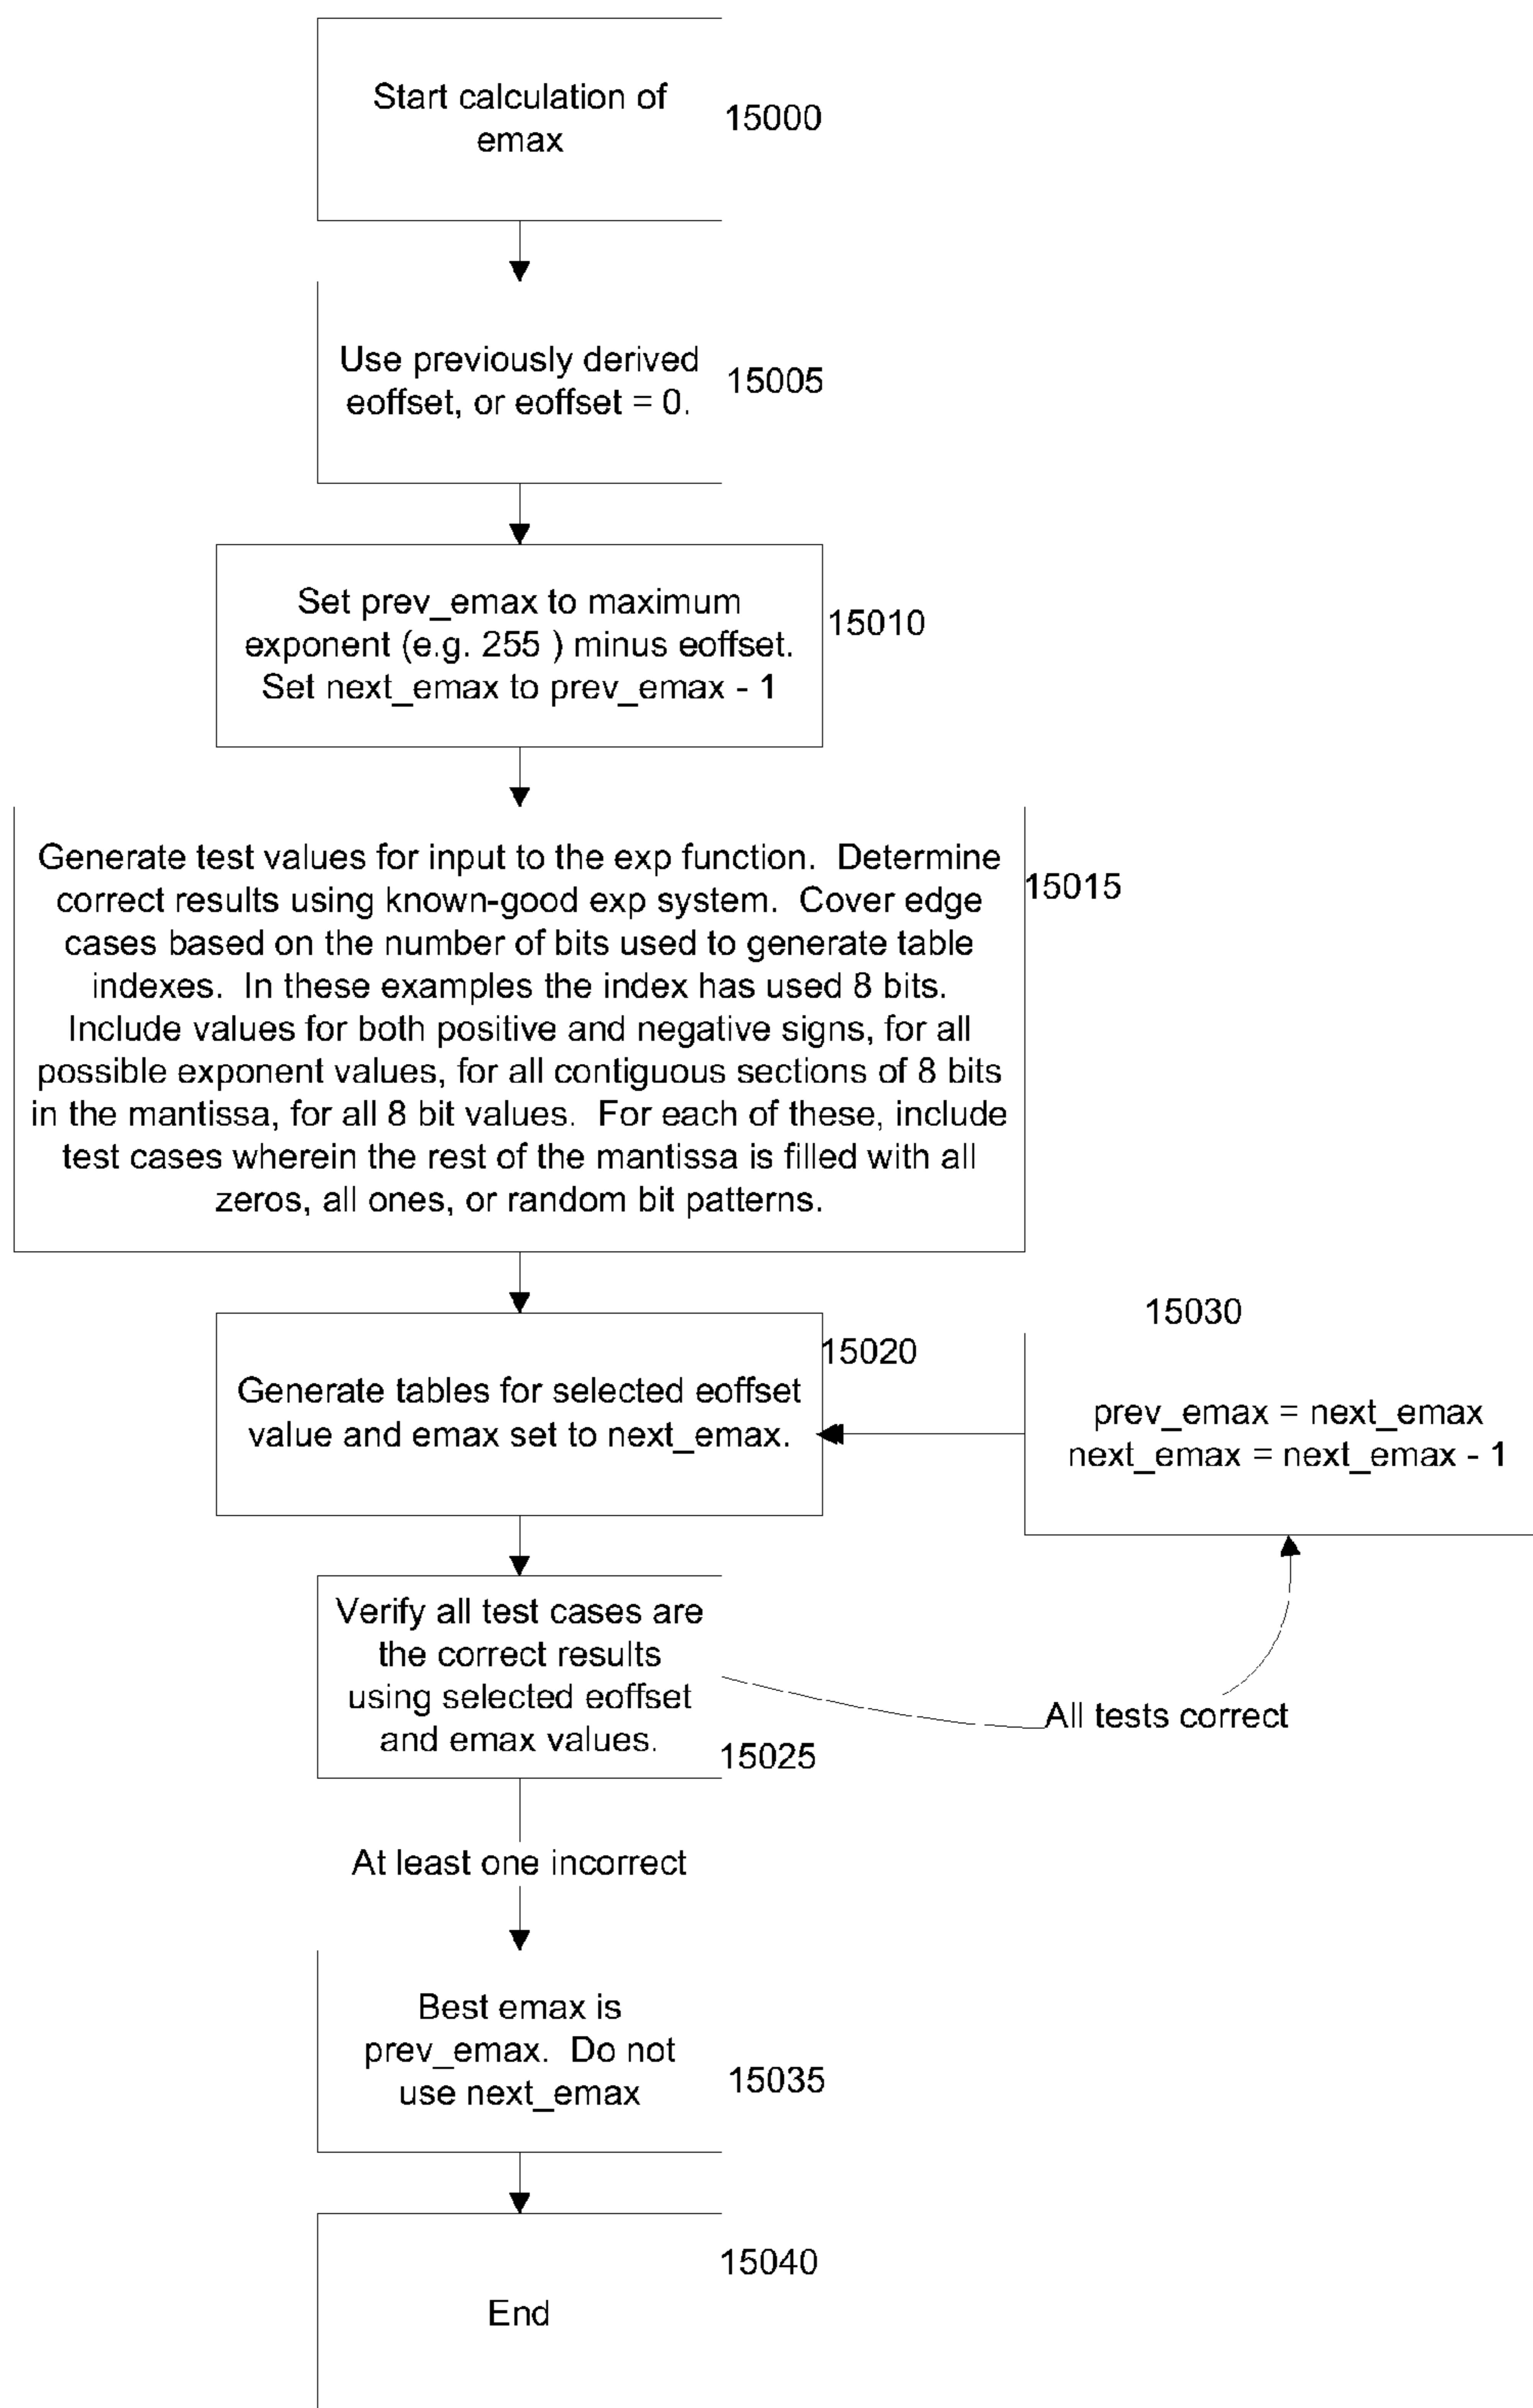 Start calculation of
emax
15000
Use previously derived
eoffset, or eoffset = 0.
15005
Set prev_emax to maximum
exponent (e.g. 255 ) minus eoffset.
Set next_emax to prev_emax - 1
15010
Generate test values for input to the exp function.  Determine
correct results using known-good exp system.  Cover edge
cases based on the number of bits used to generate table
indexes.  In these examples the index has used 8 bits.
Include values for both positive and negative signs, for all
possible exponent values, for all contiguous sections of 8 bits
in the mantissa, for all 8 bit values.  For each of these, include
test cases wherein the rest of the mantissa is filled with all
zeros, all ones, or random bit patterns.
15015
Generate tables for selected eoffset
value and emax set to next_emax.
15020
15030
prev_emax = next_emax
next_emax = next_emax - 1
Verify all test cases are
the correct results
using selected eoffset
and emax values.
15025
All tests correct
At least one incorrect
Best emax is
prev_emax.  Do not
use next_emax
15035
15040
End